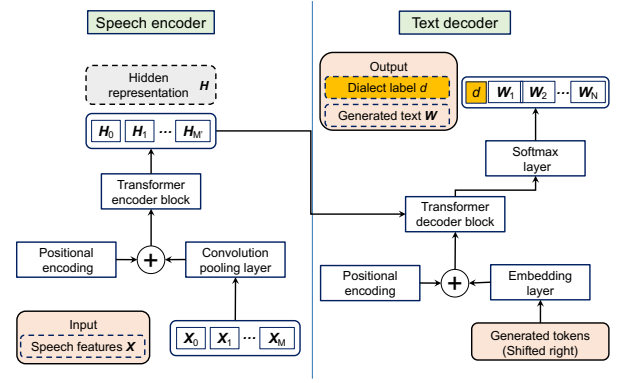 Speech encoder
Hidden
representation H
H0 H1 ... HM'
Transformer
encoder block
Positional
encoding
+
Convolution
pooling layer
Input
Speech features X
X0 X1 ... XM
Text decoder
Output
Dialect label d
Generated text W
d W1 W2 ... WN
Softmax
layer
Transformer
decoder block
Positional
encoding
+
Embedding
layer
Generated tokens
(Shifted right)